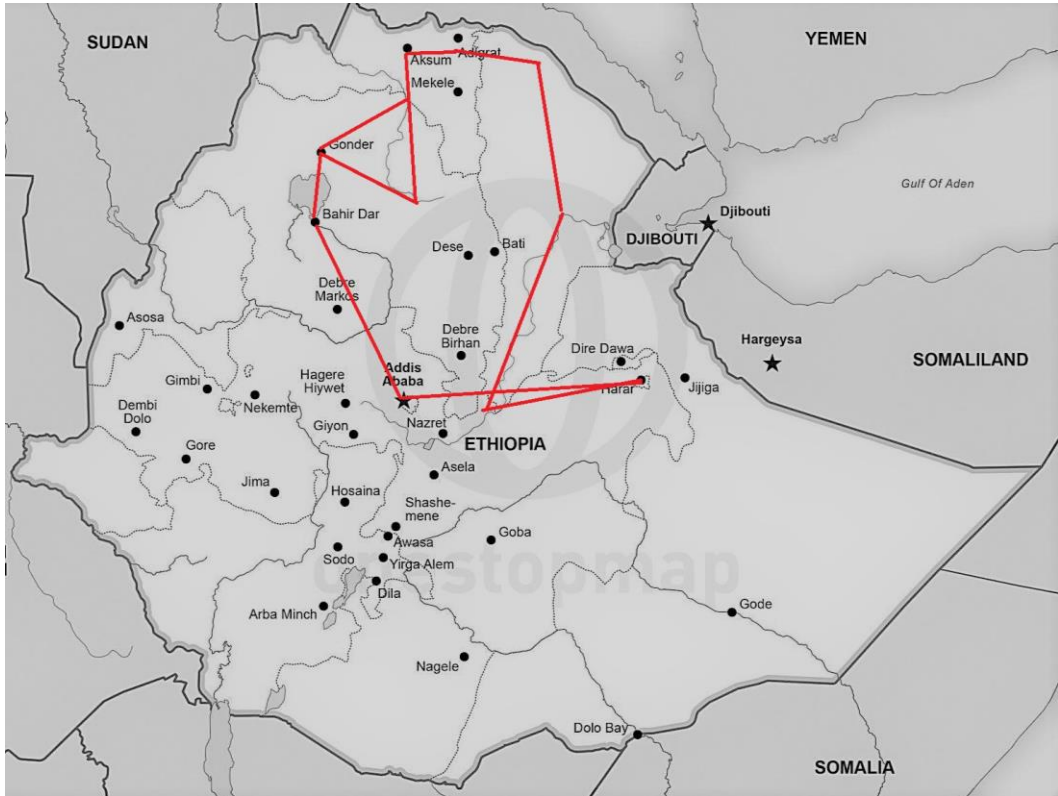 SUDAN
YEMEN
Adigrat
Aksum
Mekele
Gonder
Gulf Of Aden
Bahir Dar
Djibouti
DJIBOUTI
Dese
Bati
Debre
Markos
Asosa
Debre
Birhan
Dire Dawa
Hargeysa
SOMALILAND
Addis
Ababa
Gimbi
Hagere
Hiywet
Harar
Jijiga
Nekemte
Dembi
Dolo
Nazret
Giyon
ETHIOPIA
Gore
Asela
Jima
Hosaina
Shashe-
mene
Goba
Awasa
Sodo
Yirga Alem
onestopmap
Dila
Arba Minch
Gode
Nagele
Dolo Bay
SOMALIA